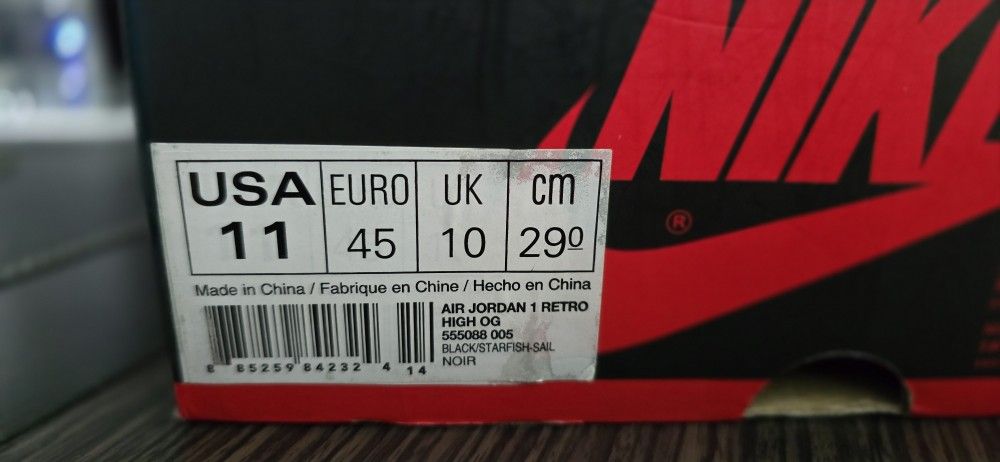 NIKE
®
USA EURO UK cm
11 45 10 29º
Made in China / Fabrique en Chine / Hecho en China
AIR JORDAN 1 RETRO
HIGH OG
555088 005
BLACK/STARFISH-SAIL
NOIR
8 85259 84232 4 14